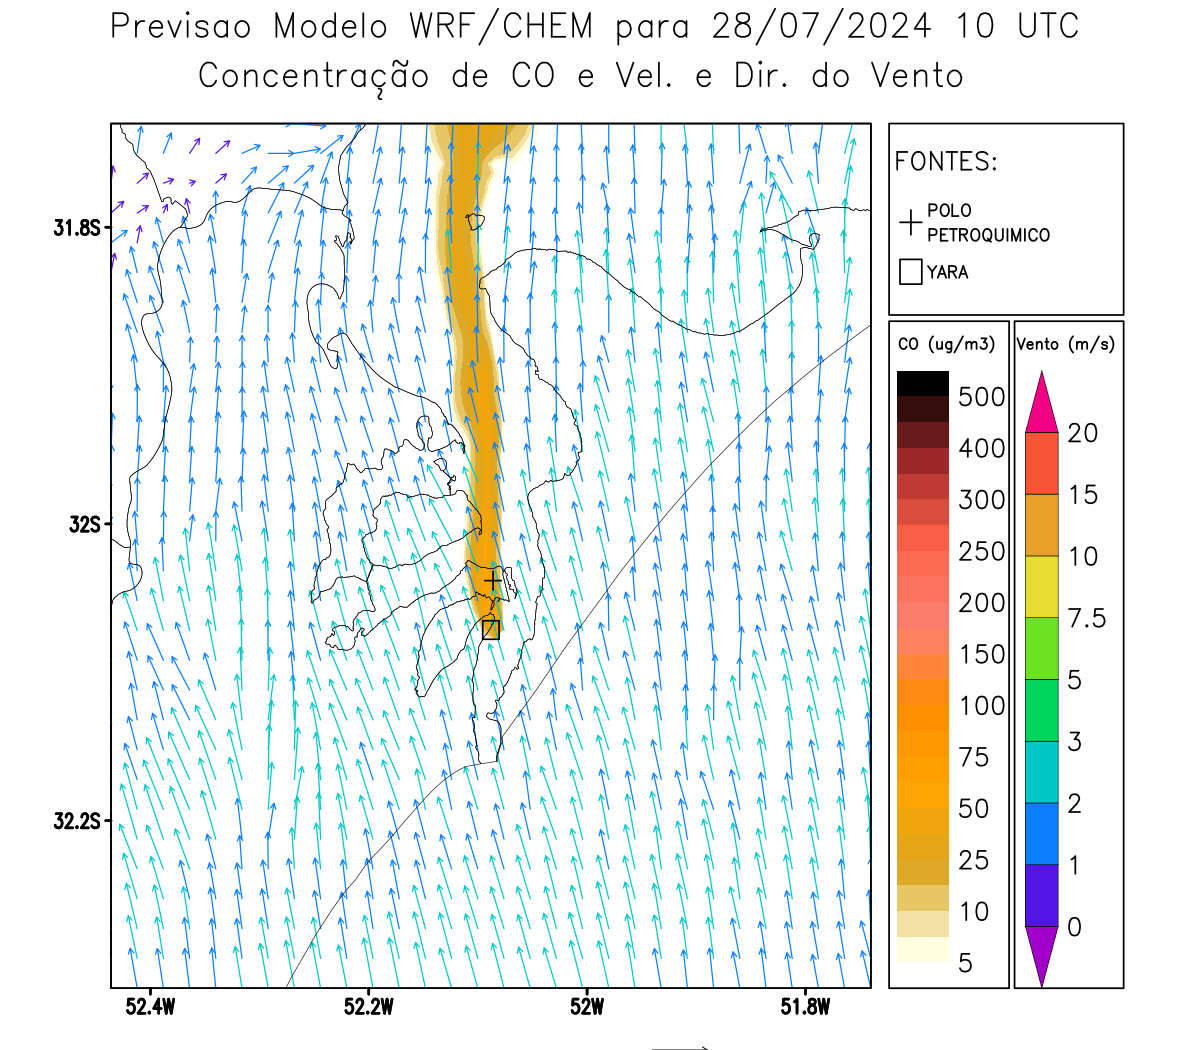 Previsao Modelo WRF/CHEM para 28/07/2024 10 UTC
Concentração de CO e Vel. e Dir. do Vento
FONTES:
POLO
PETROQUIMICO
YARA
CO (ug/m3)
500
400
300
250
200
150
100
75
50
25
10
5
Vento (m/s)
20
15
10
7.5
5
3
2
1
0
31.8S
32S
32.2S
52.4W
52.2W
52W
51.8W